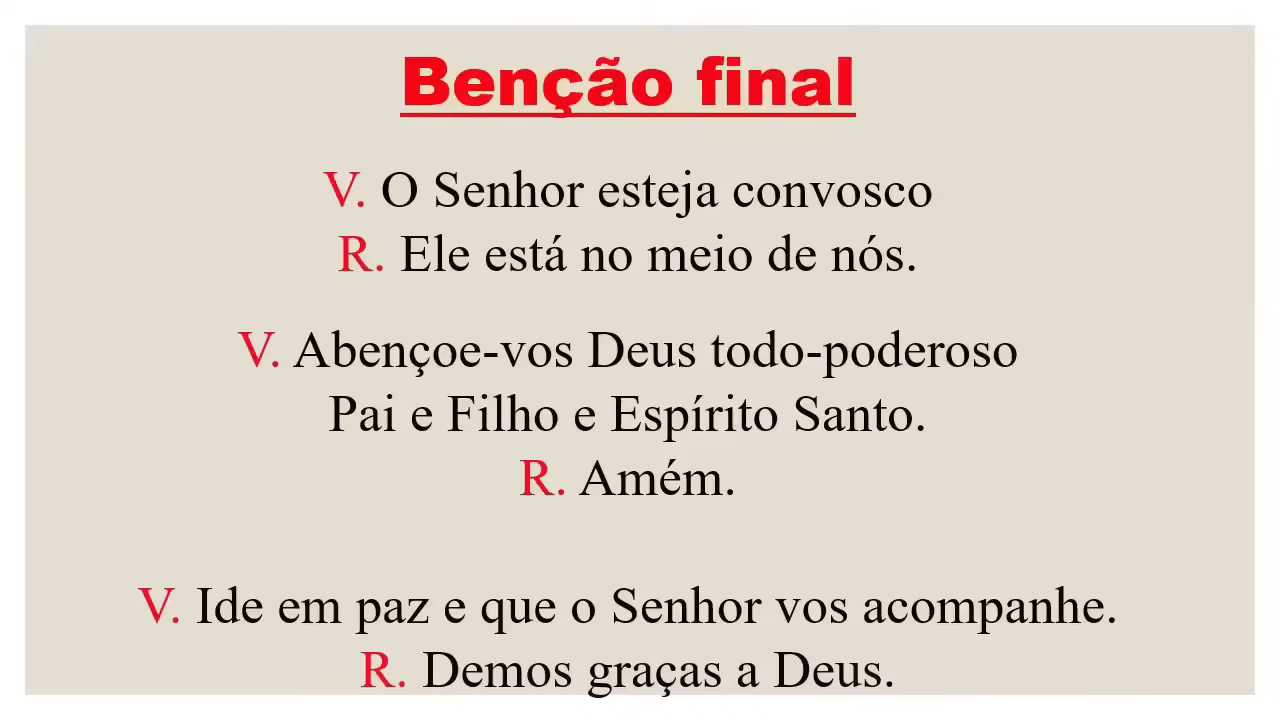 Benção final
V. O Senhor esteja convosco
R. Ele está no meio de nós.
V. Abençoe-vos Deus todo-poderoso
Pai e Filho e Espírito Santo.
R. Amém.
V. Ide em paz e que o Senhor vos acompanhe.
R. Demos graças a Deus.